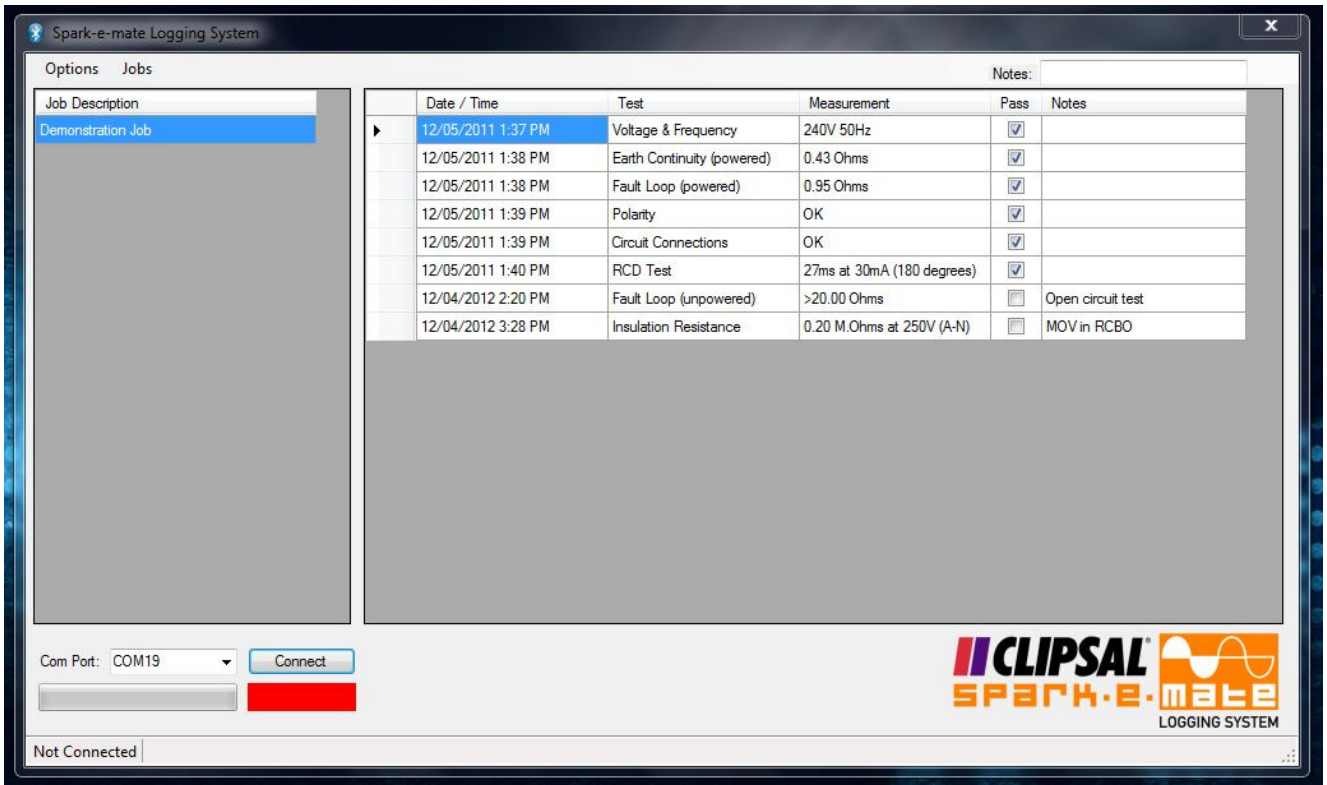 Spark-e-mate Logging System
Options Jobs
Notes:
Job Description
Demonstration Job
Date / Time Test Measurement Pass Notes
12/05/2011 1:37 PM Voltage & Frequency 240V 50Hz
12/05/2011 1:38 PM Earth Continuity (powered) 0.43 Ohms
12/05/2011 1:38 PM Fault Loop (powered) 0.95 Ohms
12/05/2011 1:39 PM Polarity OK
12/05/2011 1:39 PM Circuit Connections OK
12/05/2011 1:40 PM RCD Test 27ms at 30mA (180 degrees)
12/04/2012 2:20 PM Fault Loop (unpowered) >20.00 Ohms Open circuit test
12/04/2012 3:28 PM Insulation Resistance 0.20 M.Ohms at 250V (A-N) MOV in RCBO
Com Port: COM19 Connect
CLIPSAL®
SPARK·E·MATE
LOGGING SYSTEM
Not Connected